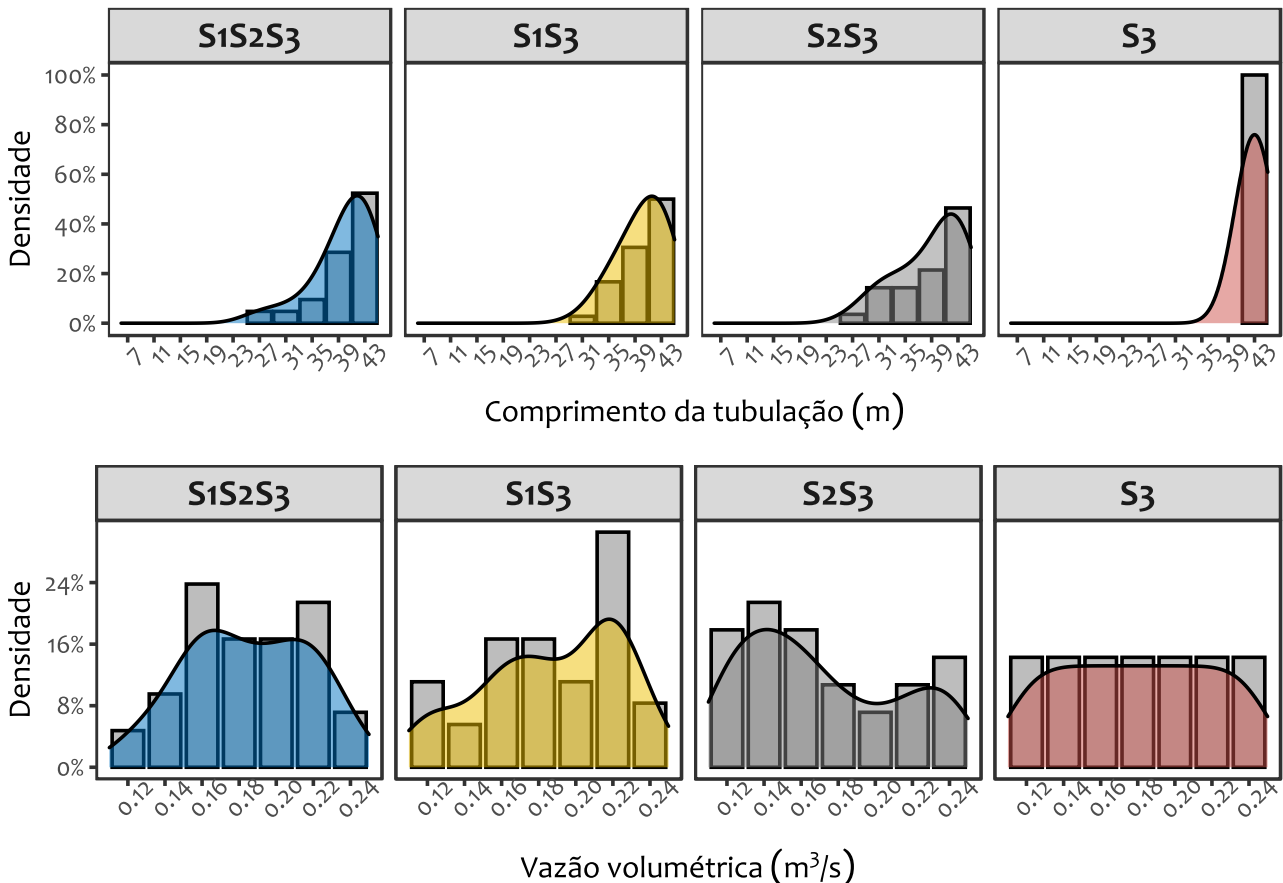 S1S2S3 S1S3 S2S3 S3
100%
80%
60%
40%
20%
0%
Densidade
7 11 15 19 23 27 31 35 39 43 7 11 15 19 23 27 31 35 39 43 7 11 15 19 23 27 31 35 39 43 7 11 15 19 23 27 31 35 39 43
Comprimento da tubulação (m)
S1S2S3 S1S3 S2S3 S3
24%
16%
8%
0%
Densidade
0.12 0.14 0.16 0.18 0.20 0.22 0.24 0.12 0.14 0.16 0.18 0.20 0.22 0.24 0.12 0.14 0.16 0.18 0.20 0.22 0.24 0.12 0.14 0.16 0.18 0.20 0.22 0.24
Vazão volumétrica (m³/s)